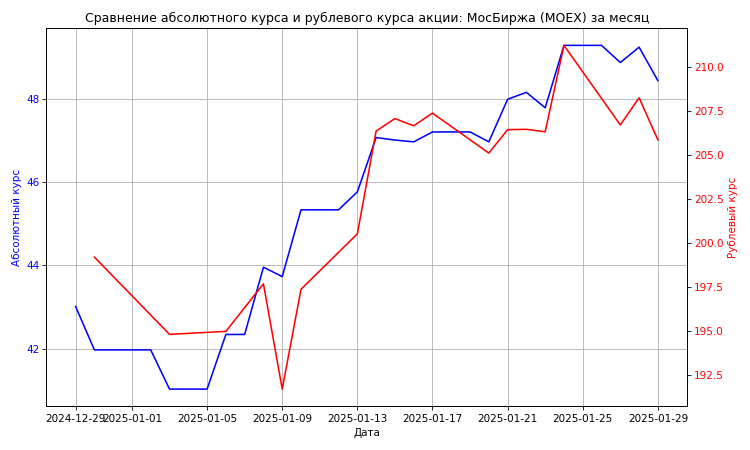 Сравнение абсолютного курса и рублевого курса акции: МосБиржа (MOEX) за месяц
48
46
44
42
Абсолютный курс
210.0
207.5
205.0
202.5
200.0
197.5
195.0
192.5
Рублевый курс
2024-12-29 2025-01-01 2025-01-05 2025-01-09 2025-01-13 2025-01-17 2025-01-21 2025-01-25 2025-01-29
Дата